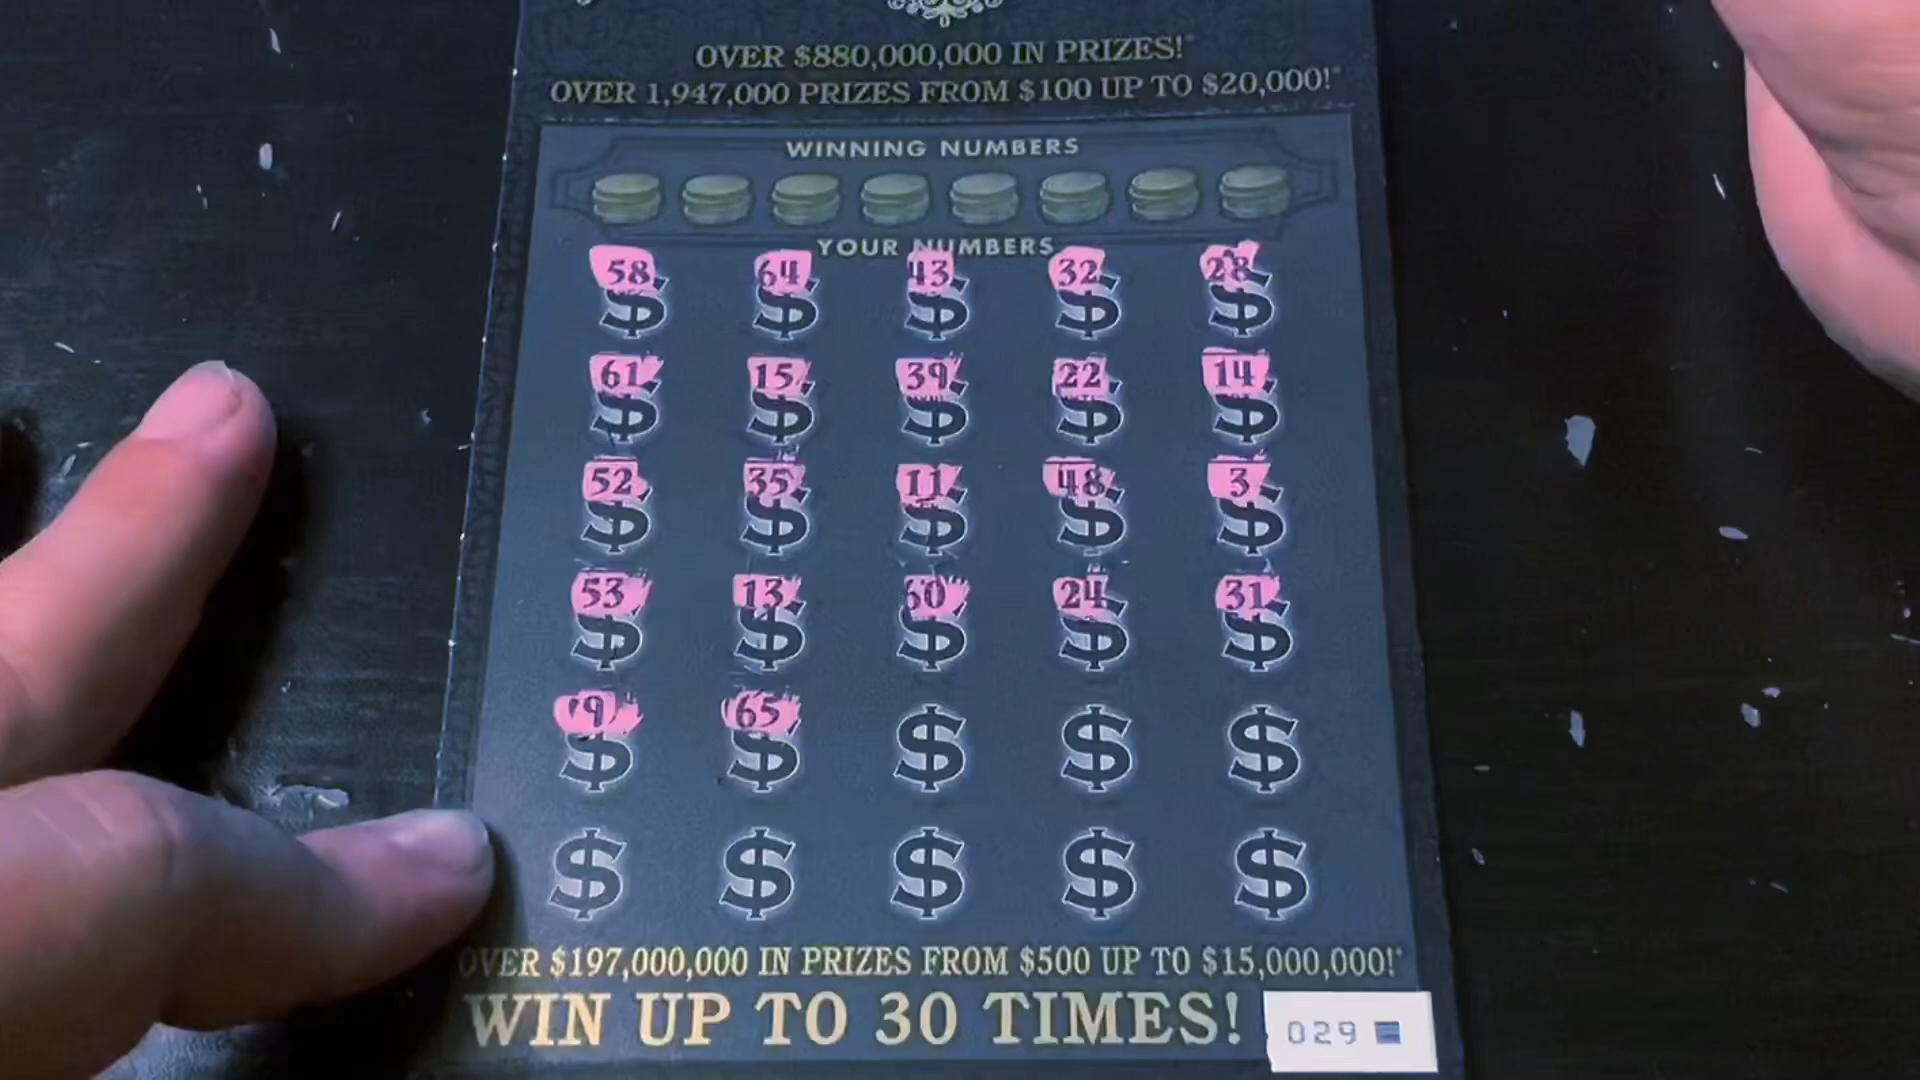 OVER $880,000,000 IN PRIZES!*
OVER 1,947,000 PRIZES FROM $100 UP TO $20,000!*
WINNING NUMBERS
YOUR NUMBERS
58 64 43 32 28
$ $ $ $ $
61 15 39 22 14
$ $ $ $ $
52 35 11 48 3
$ $ $ $ $
53 13 60 24 31
$ $ $ $ $
9 65
$ $ $ $ $
$ $ $ $ $
OVER $197,000,000 IN PRIZES FROM $500 UP TO $15,000,000!*
WIN UP TO 30 TIMES!
029